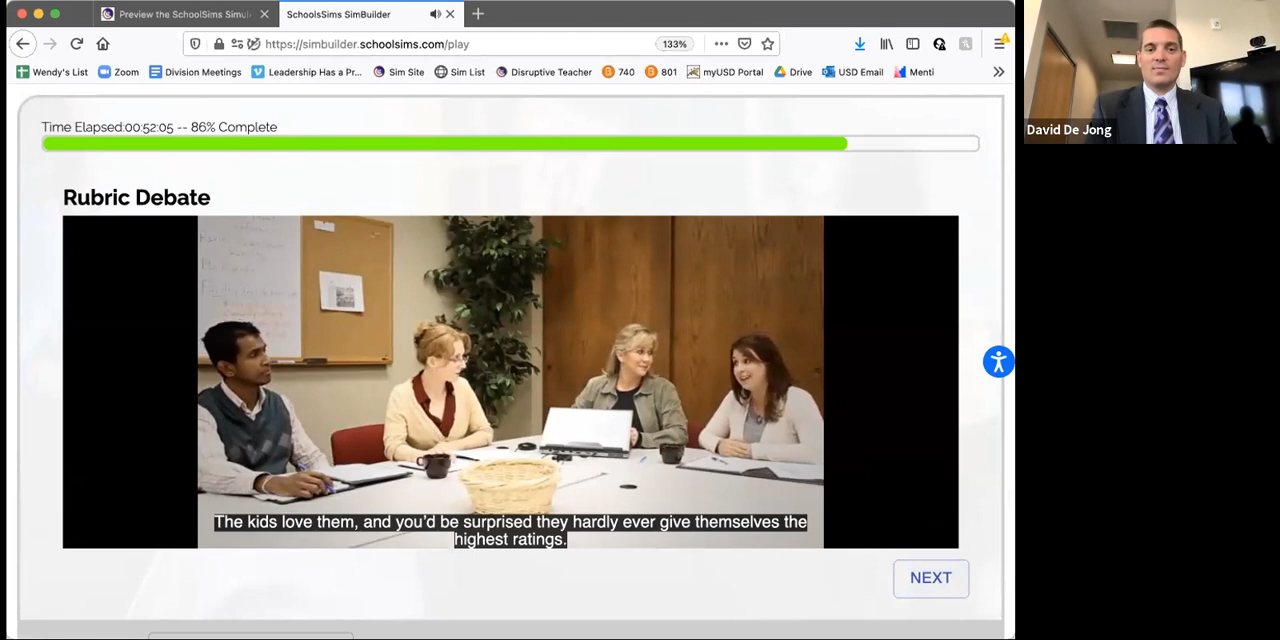 Preview the SchoolSims Simul
SchoolsSims SimBuilder
https://simbuilder.schoolsims.com/play
133%
Wendy's List
Zoom
Division Meetings
Leadership Has a Pr...
Sim Site
Sim List
Disruptive Teacher
740
801
myUSD Portal
Drive
USD Email
Menti
David De Jong
Time Elapsed:00:52:05 -- 86% Complete
Rubric Debate
The kids love them, and you'd be surprised they hardly ever give themselves the
highest ratings.
NEXT